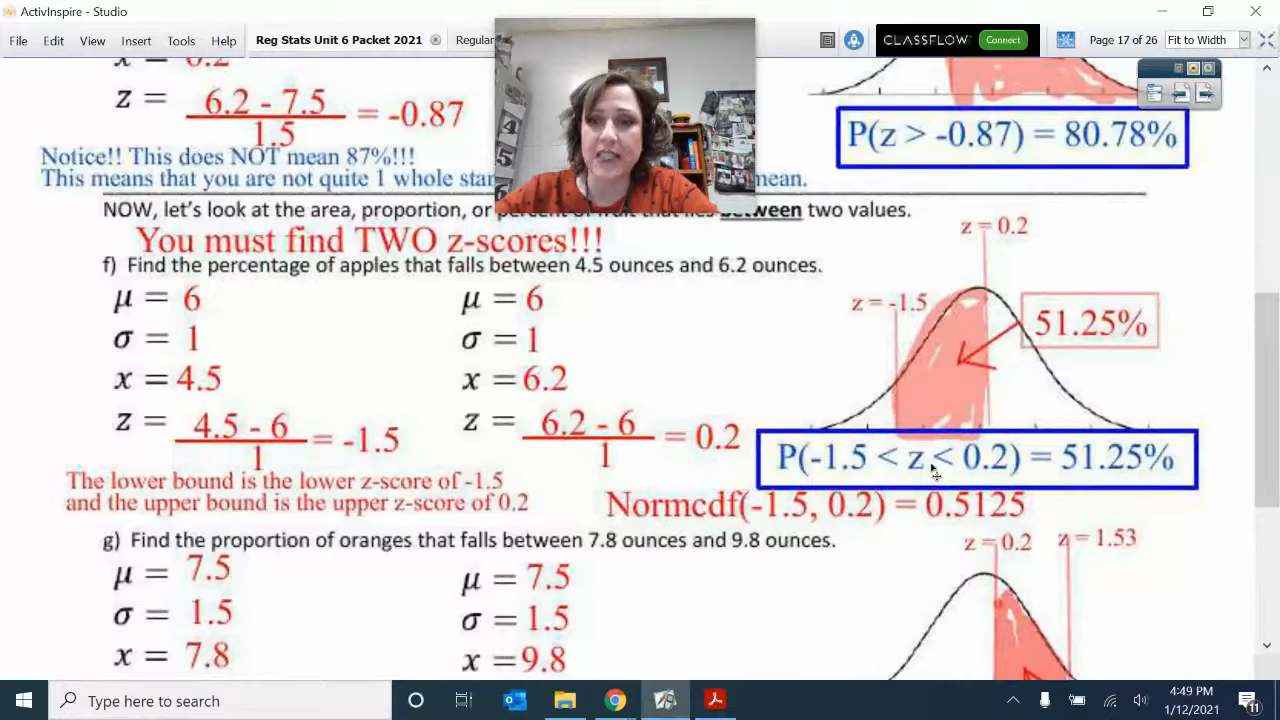 ActivInspire - Studio
File Edit View Insert Tools Help Reg Stats Unit 6 Packet 2021 Regular
CLASSFLOW Connect Page 17 of 26 Fit to Width
z = 6.2 - 7.5 / 1.5 = -0.87
P(z > -0.87) = 80.78%
Notice!! This does NOT mean 87%!!!
This means that you are not quite 1 whole mean.
NOW, let's look at the area, proportion, or percent of fruit that lies between two values.
You must find TWO z-scores!!!
f) Find the percentage of apples that falls between 4.5 ounces and 6.2 ounces.
μ = 6 μ = 6
σ = 1 σ = 1
x = 4.5 x = 6.2
z = 4.5 - 6 / 1 = -1.5 z = 6.2 - 6 / 1 = 0.2
z = 0.2
z = -1.5
51.25%
P(-1.5 < z < 0.2) = 51.25%
The lower bound is the lower z-score of -1.5
and the upper bound is the upper z-score of 0.2
Normcdf(-1.5, 0.2) = 0.5125
g) Find the proportion of oranges that falls between 7.8 ounces and 9.8 ounces.
z = 0.2 z = 1.53
μ = 7.5 μ = 7.5
σ = 1.5 σ = 1.5
x = 7.8 x = 9.8
Type here to search
4:49 PM
1/12/2021
11